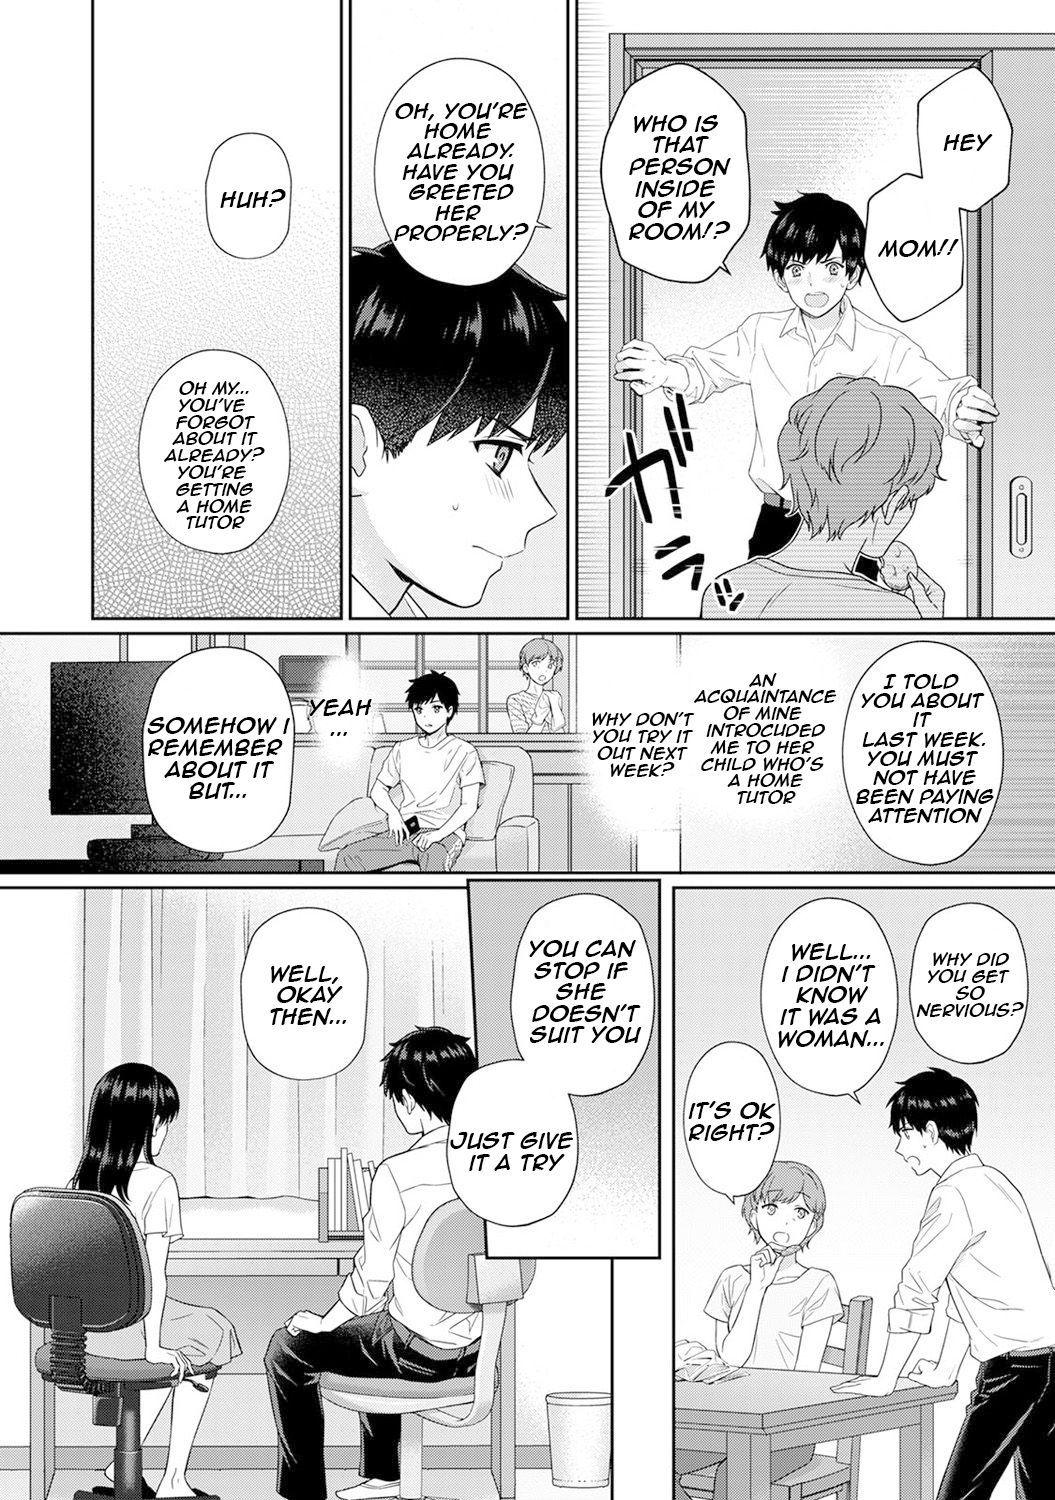 HEY
MOM!!
WHO IS
THAT
PERSON
INSIDE
OF MY
ROOM!?
ガラッ
OH, YOU'RE
HOME
ALREADY.
HAVE YOU
GREETED
HER
PROPERLY?
HUH?
OH MY...
YOU'VE
FORGOT
ABOUT IT
ALREADY?
YOU'RE
GETTING
A HOME
TUTOR
I TOLD
YOU ABOUT
IT
LAST WEEK.
YOU MUST
NOT HAVE
BEEN PAYING
ATTENTION
AN
ACQUAINTANCE
OF MINE
INTROCUDED
ME TO HER
CHILD WHO'S
A HOME
TUTOR
WHY DON'T
YOU TRY IT
OUT NEXT
WEEK?
YEAH
...
SOMEHOW I
REMEMBER
ABOUT IT
BUT...
WHY DID
YOU GET
SO
NERVIOUS?
WELL...
I DIDN'T
KNOW
IT WAS A
WOMAN...
IT'S OK
RIGHT?
YOU CAN
STOP IF
SHE
DOESN'T
SUIT YOU
JUST GIVE
IT A TRY
WELL,
OKAY
THEN...